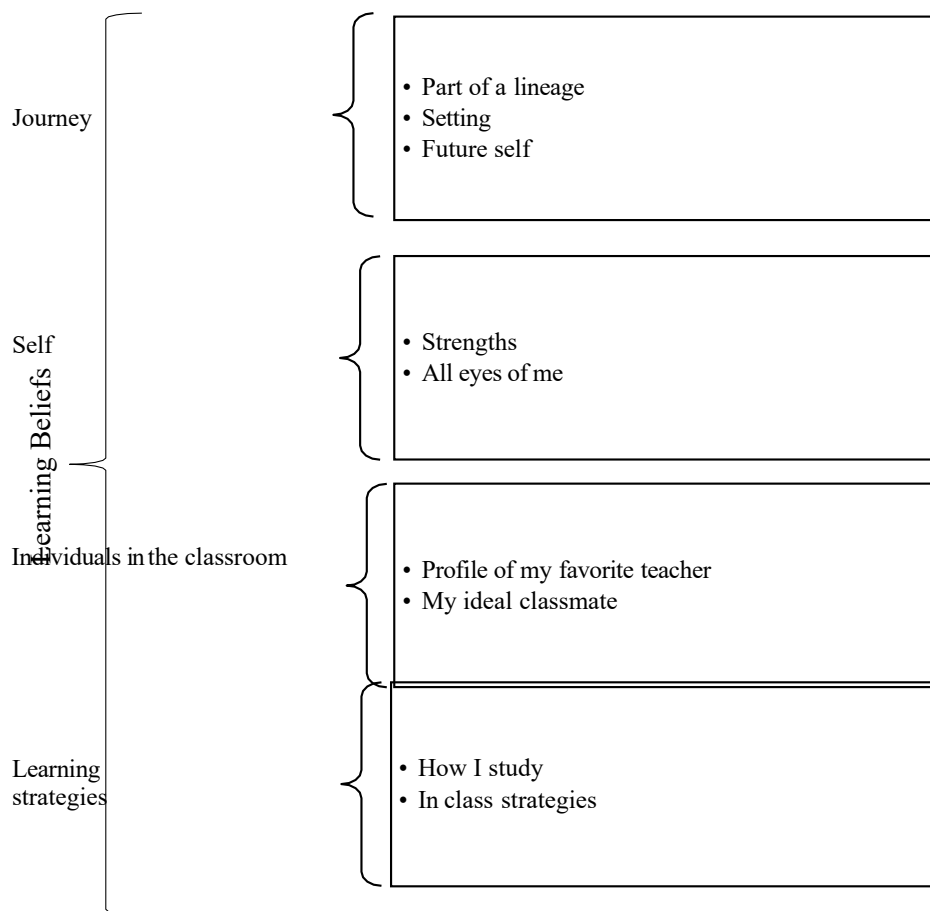 Learning Beliefs
Journey
• Part of a lineage
• Setting
• Future self
Self
• Strengths
• All eyes of me
Individuals in the classroom
• Profile of my favorite teacher
• My ideal classmate
Learning
strategies
• How I study
• In class strategies